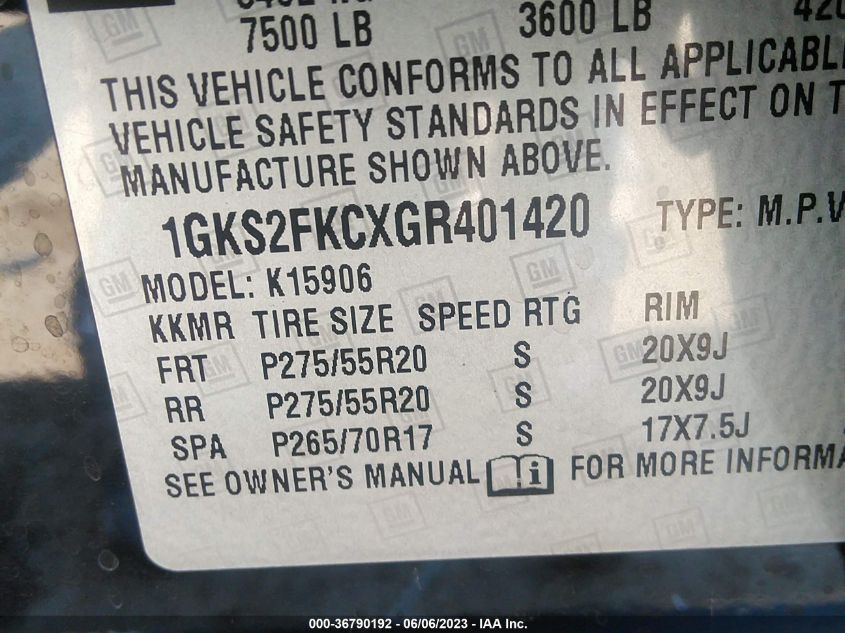 7500 LB 3600 LB
THIS VEHICLE CONFORMS TO ALL
VEHICLE SAFETY STANDARDS IN EFFECT ON
MANUFACTURE SHOWN ABOVE.
1GKS2FKCXGR401420 TYPE: M.P.V
MODEL: K15906
KKMR TIRE SIZE SPEED RTG RIM
FRT P275/55R20 S 20X9J
RR P275/55R20 S 20X9J
SPA P265/70R17 S 17X7.5J
SEE OWNER'S MANUAL i FOR MORE
GM
000-36790192 - 06/06/2023 - IAA Inc.